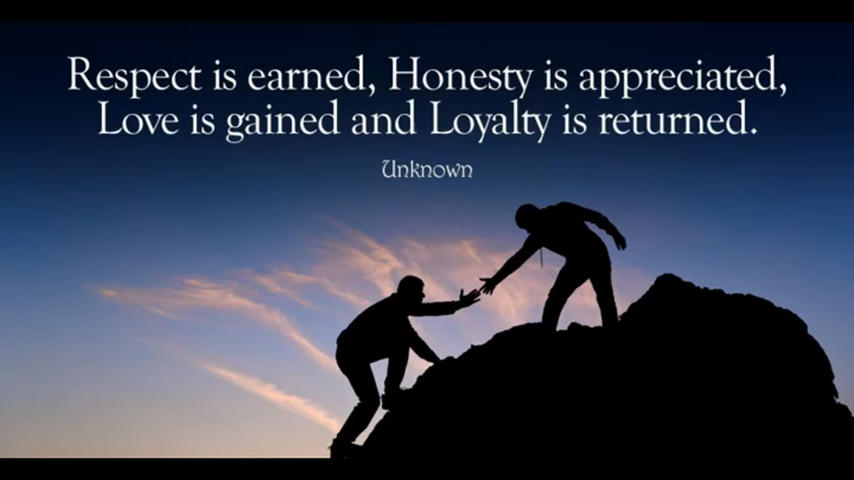 Respect is earned, Honesty is appreciated,
Love is gained and Loyalty is returned.
Unknown